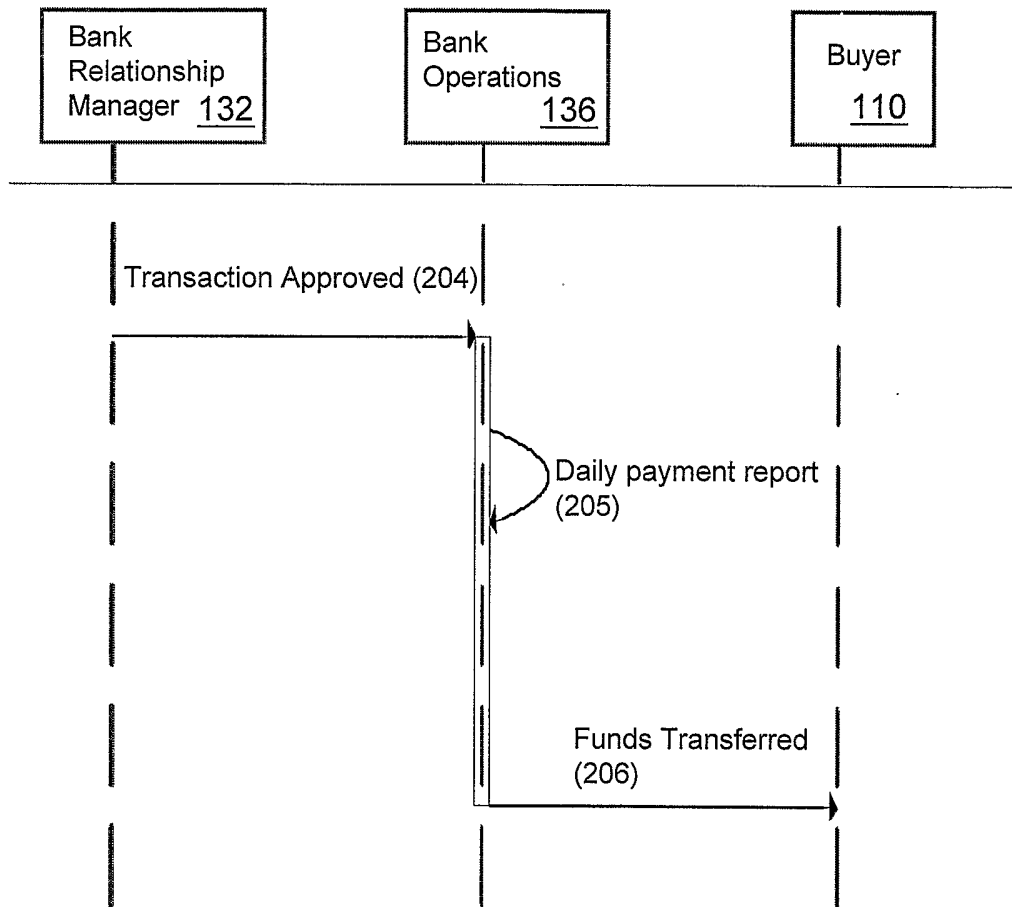 Bank
Relationship
Manager 132
Bank
Operations
136
Buyer
110
Transaction Approved (204)
Daily payment report
(205)
Funds Transferred
(206)